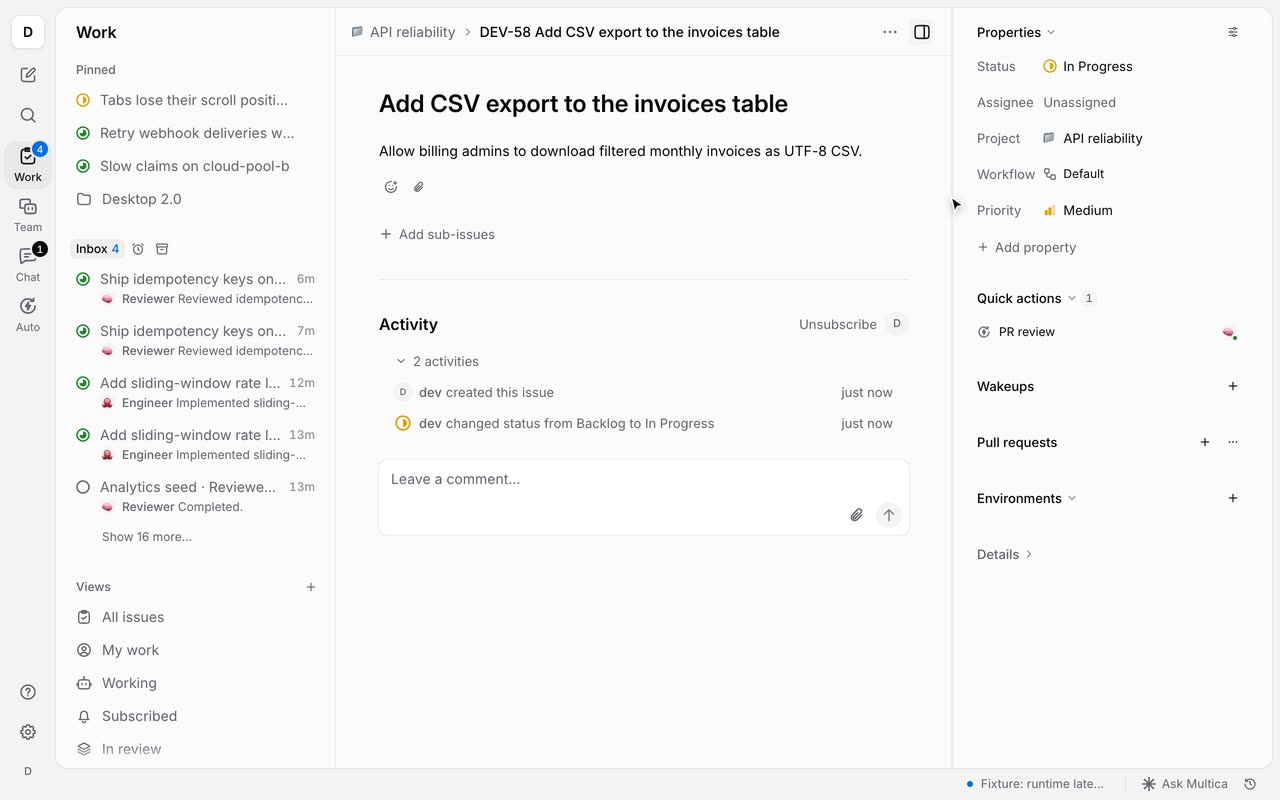 D
4
Work
Team
1
Chat
Auto
D
Work
Pinned
Tabs lose their scroll positi...
Retry webhook deliveries w...
Slow claims on cloud-pool-b
Desktop 2.0
Inbox 4
Ship idempotency keys on... 6m
Reviewer Reviewed idempotenc...
Ship idempotency keys on... 7m
Reviewer Reviewed idempotenc...
Add sliding-window rate l... 12m
Engineer Implemented sliding-...
Add sliding-window rate l... 13m
Engineer Implemented sliding-...
Analytics seed · Reviewe... 13m
Reviewer Completed.
Show 16 more...
Views
All issues
My work
Working
Subscribed
In review
API reliability > DEV-58 Add CSV export to the invoices table
Add CSV export to the invoices table
Allow billing admins to download filtered monthly invoices as UTF-8 CSV.
Add sub-issues
Activity
Unsubscribe D
2 activities
D dev created this issue just now
dev changed status from Backlog to In Progress just now
Leave a comment...
Properties
Status In Progress
Assignee Unassigned
Project API reliability
Workflow Default
Priority Medium
Add property
Quick actions 1
PR review
Wakeups
Pull requests
Environments
Details
Fixture: runtime late...
Ask Multica